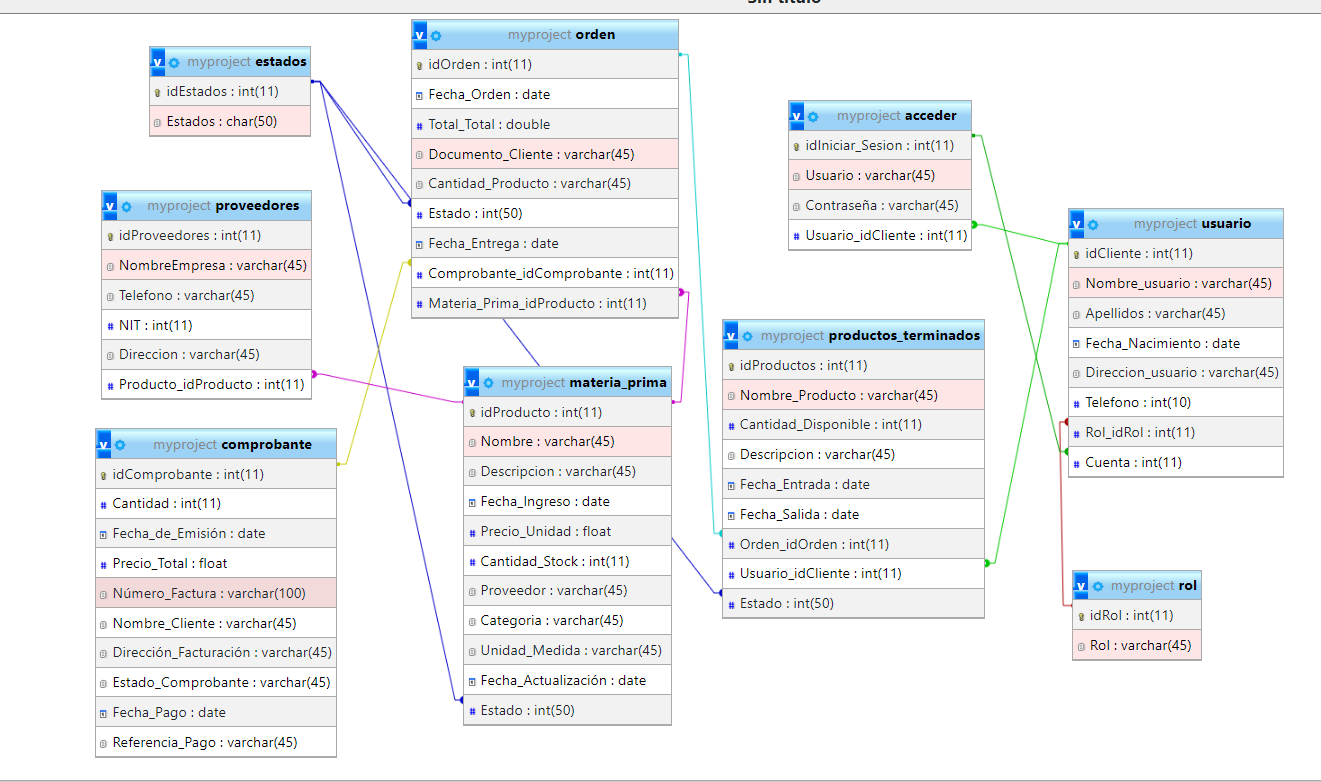 myproject estados
idEstados : int(11)
Estados : char(50)
myproject proveedores
idProveedores : int(11)
NombreEmpresa : varchar(45)
Telefono : varchar(45)
NIT : int(11)
Direccion : varchar(45)
Producto_idProducto : int(11)
myproject comprobante
idComprobante : int(11)
Cantidad : int(11)
Fecha_de_Emisión : date
Precio_Total : float
Número_Factura : varchar(100)
Nombre_Cliente : varchar(45)
Dirección_Facturación : varchar(45)
Estado_Comprobante : varchar(45)
Fecha_Pago : date
Referencia_Pago : varchar(45)
myproject orden
idOrden : int(11)
Fecha_Orden : date
Total_Total : double
Documento_Cliente : varchar(45)
Cantidad_Producto : varchar(45)
Estado : int(50)
Fecha_Entrega : date
Comprobante_idComprobante : int(11)
Materia_Prima_idProducto : int(11)
myproject materia_prima
idProducto : int(11)
Nombre : varchar(45)
Descripcion : varchar(45)
Fecha_Ingreso : date
Precio_Unidad : float
Cantidad_Stock : int(11)
Proveedor : varchar(45)
Categoria : varchar(45)
Unidad_Medida : varchar(45)
Fecha_Actualización : date
Estado : int(50)
myproject acceder
idIniciar_Sesion : int(11)
Usuario : varchar(45)
Contraseña : varchar(45)
Usuario_idCliente : int(11)
myproject productos_terminados
idProductos : int(11)
Nombre_Producto : varchar(45)
Cantidad_Disponible : int(11)
Descripcion : varchar(45)
Fecha_Entrada : date
Fecha_Salida : date
Orden_idOrden : int(11)
Usuario_idCliente : int(11)
Estado : int(50)
myproject usuario
idCliente : int(11)
Nombre_usuario : varchar(45)
Apellidos : varchar(45)
Fecha_Nacimiento : date
Direccion_usuario : varchar(45)
Telefono : int(10)
Rol_idRol : int(11)
Cuenta : int(11)
myproject rol
idRol : int(11)
Rol : varchar(45)